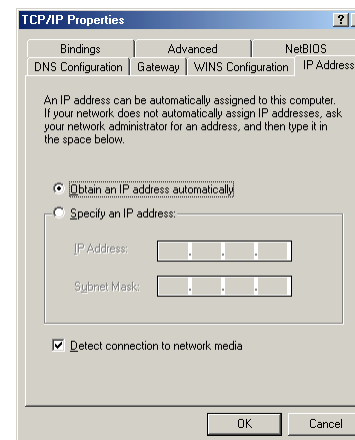 TCP/IP Properties
?
Bindings
Advanced
NetBIOS
DNS Configuration
Gateway
WINS Configuration
IP Address
An IP address can be automatically assigned to this computer.
If your network does not automatically assign IP addresses, ask
your network administrator for an address, and then type it in
the space below.
Obtain an IP address automatically
Specify an IP address:
IP Address:
. . .
Subnet Mask:
. . .
Detect connection to network media
OK
Cancel